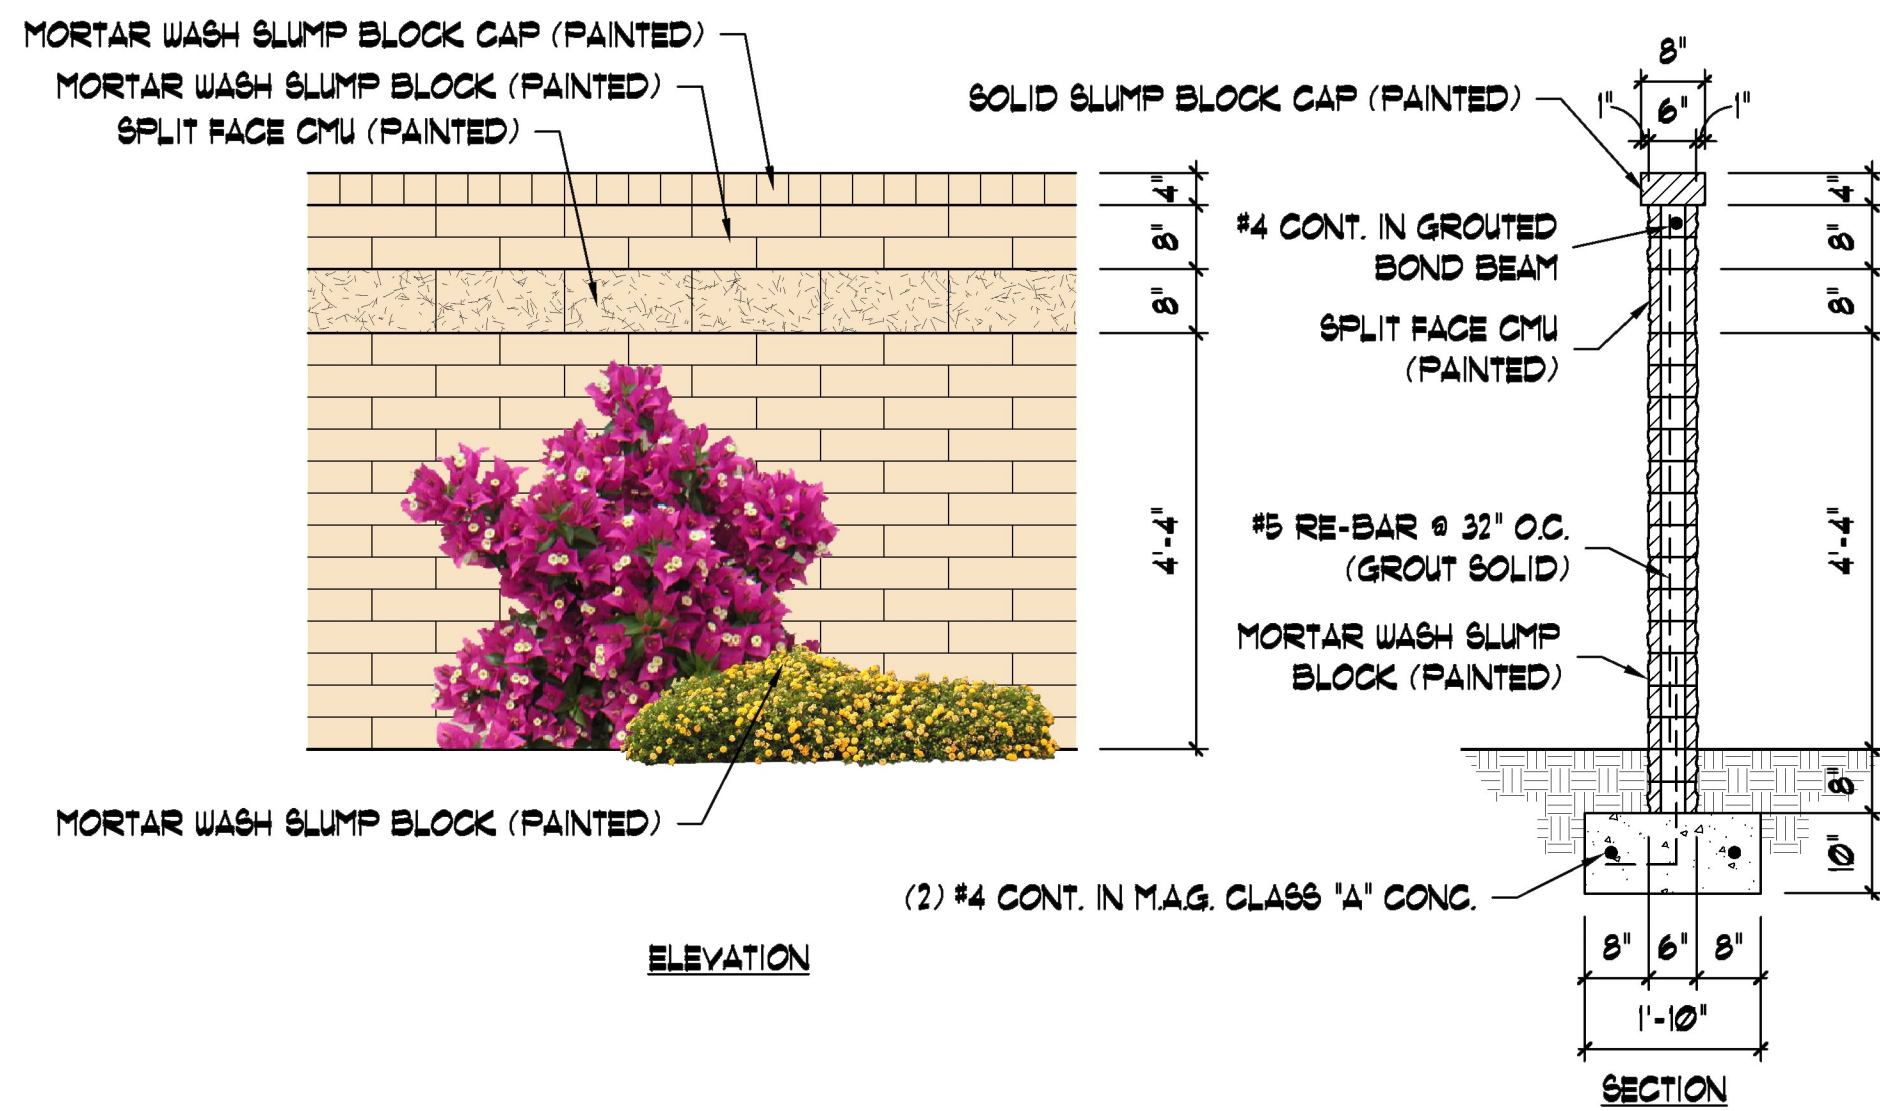 MORTAR WASH SLUMP BLOCK CAP (PAINTED)
MORTAR WASH SLUMP BLOCK (PAINTED)
SPLIT FACE CMU (PAINTED)
4"
8"
8"
4'-4"
MORTAR WASH SLUMP BLOCK (PAINTED)
ELEVATION
8"
1"
6"
1"
SOLID SLUMP BLOCK CAP (PAINTED)
#4 CONT. IN GROUTED
BOND BEAM
SPLIT FACE CMU
(PAINTED)
#5 RE-BAR @ 32" O.C.
(GROUT SOLID)
MORTAR WASH SLUMP
BLOCK (PAINTED)
(2) #4 CONT. IN M.A.G. CLASS "A" CONC.
4"
8"
8"
4'-4"
8"
10"
8"
6"
8"
1'-10"
SECTION